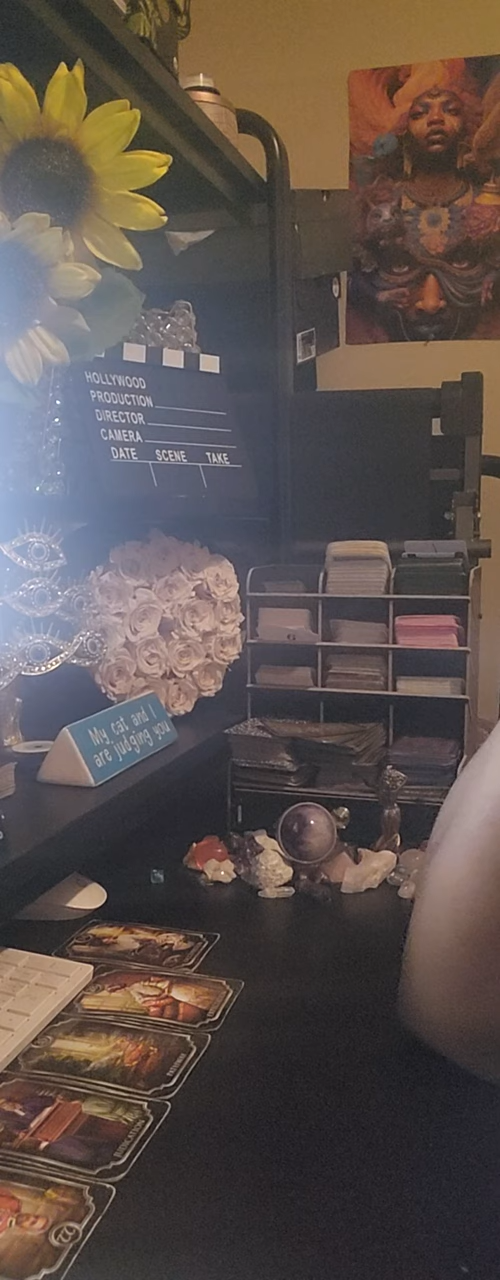 HOLLYWOOD
PRODUCTION
DIRECTOR
CAMERA
DATE SCENE TAKE
My cat and I
are judging you